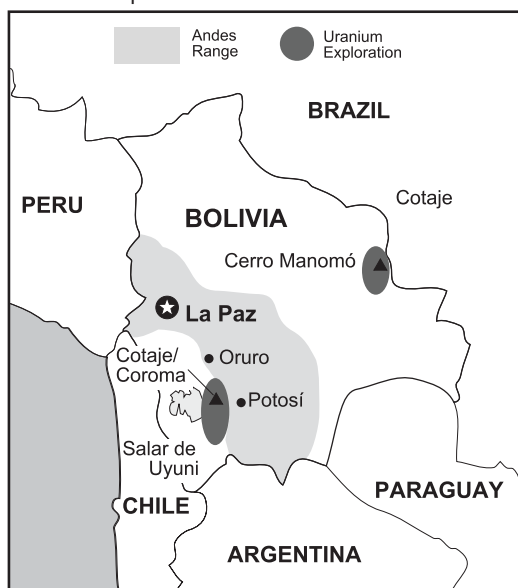 Andes
Range
Uranium
Exploration
BRAZIL
Cotaje
PERU
BOLIVIA
Cerro Manomó
La Paz
Cotaje/
Coroma
Oruro
Potosí
Salar de
Uyuni
PARAGUAY
CHILE
ARGENTINA